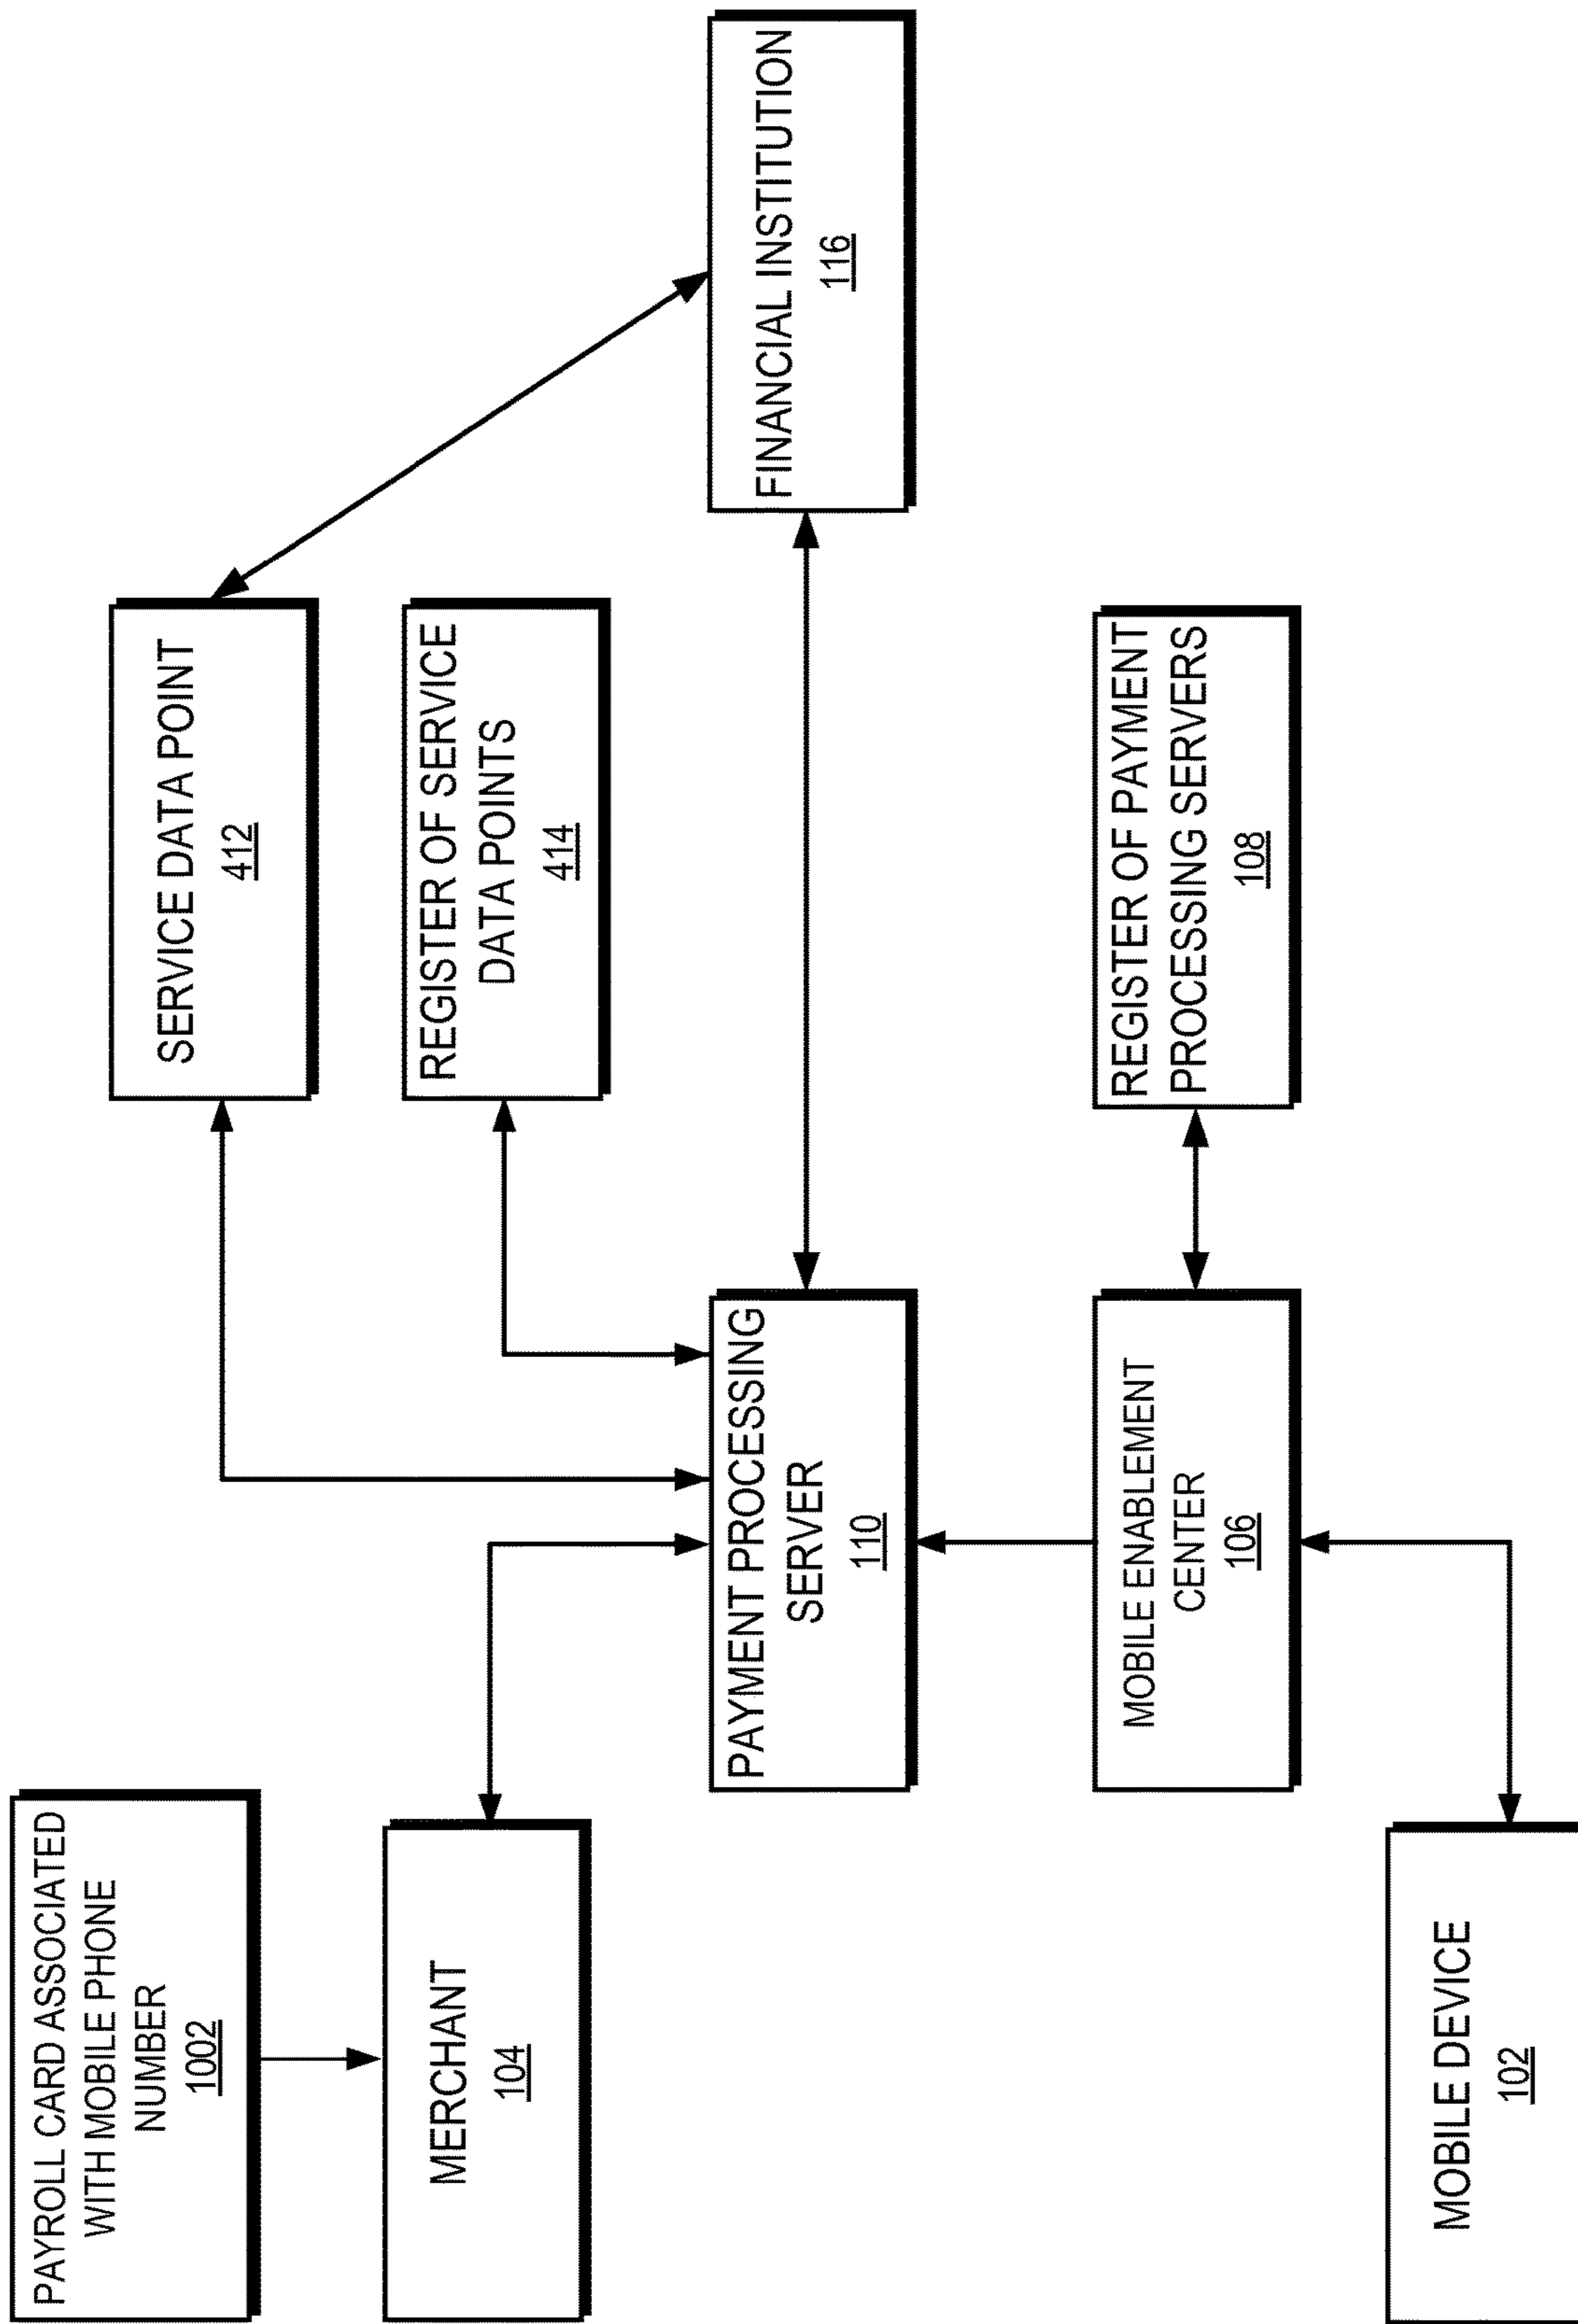 PAYROLL CARD ASSOCIATED
WITH MOBILE PHONE
NUMBER
1002
MERCHANT
104
SERVICE DATA POINT
412
REGISTER OF SERVICE
DATA POINTS
414
PAYMENT PROCESSING
SERVER
110
FINANCIAL INSTITUTION
116
MOBILE ENABLEMENT
CENTER
106
REGISTER OF PAYMENT
PROCESSING SERVERS
108
MOBILE DEVICE
102